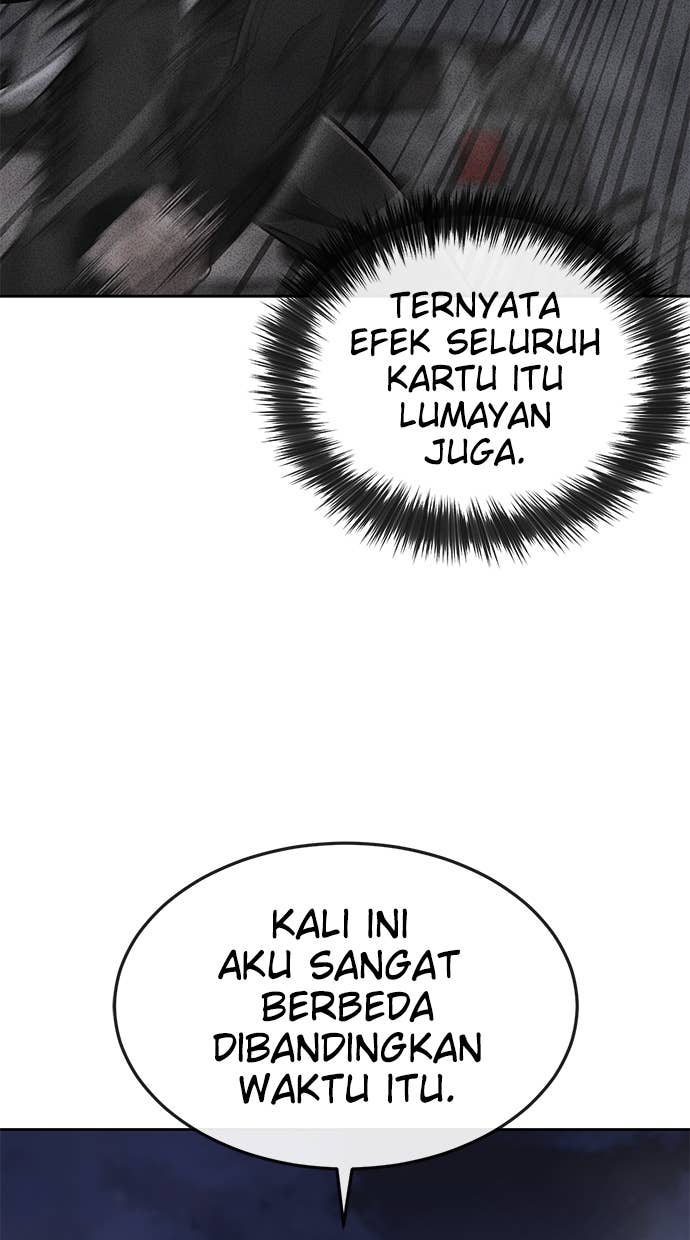 TERNYATA
EFEK SELURUH
KARTU ITU
LUMAYAN
JUGA.
KALI INI
AKU SANGAT
BERBEDA
DIBANDINGKAN
WAKTU ITU.